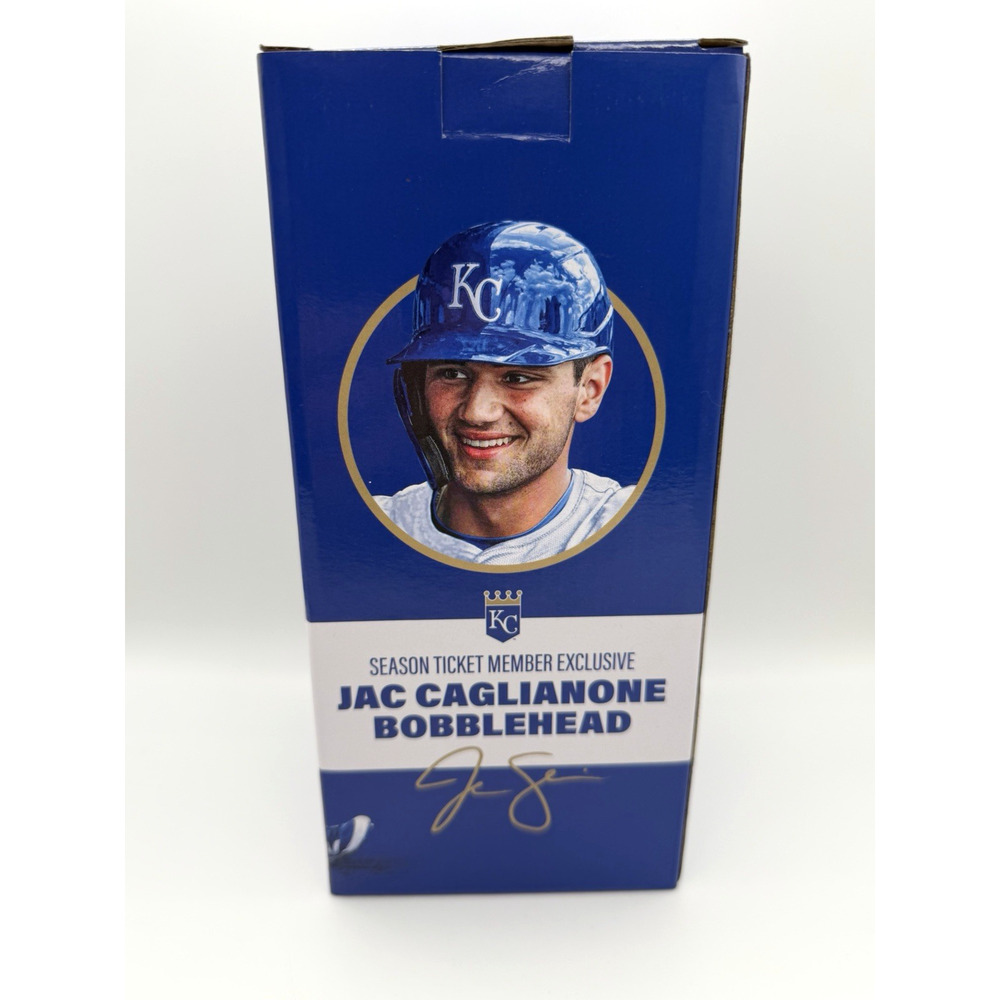 KC
KC
SEASON TICKET MEMBER EXCLUSIVE
JAC CAGLIANONE
BOBBLEHEAD